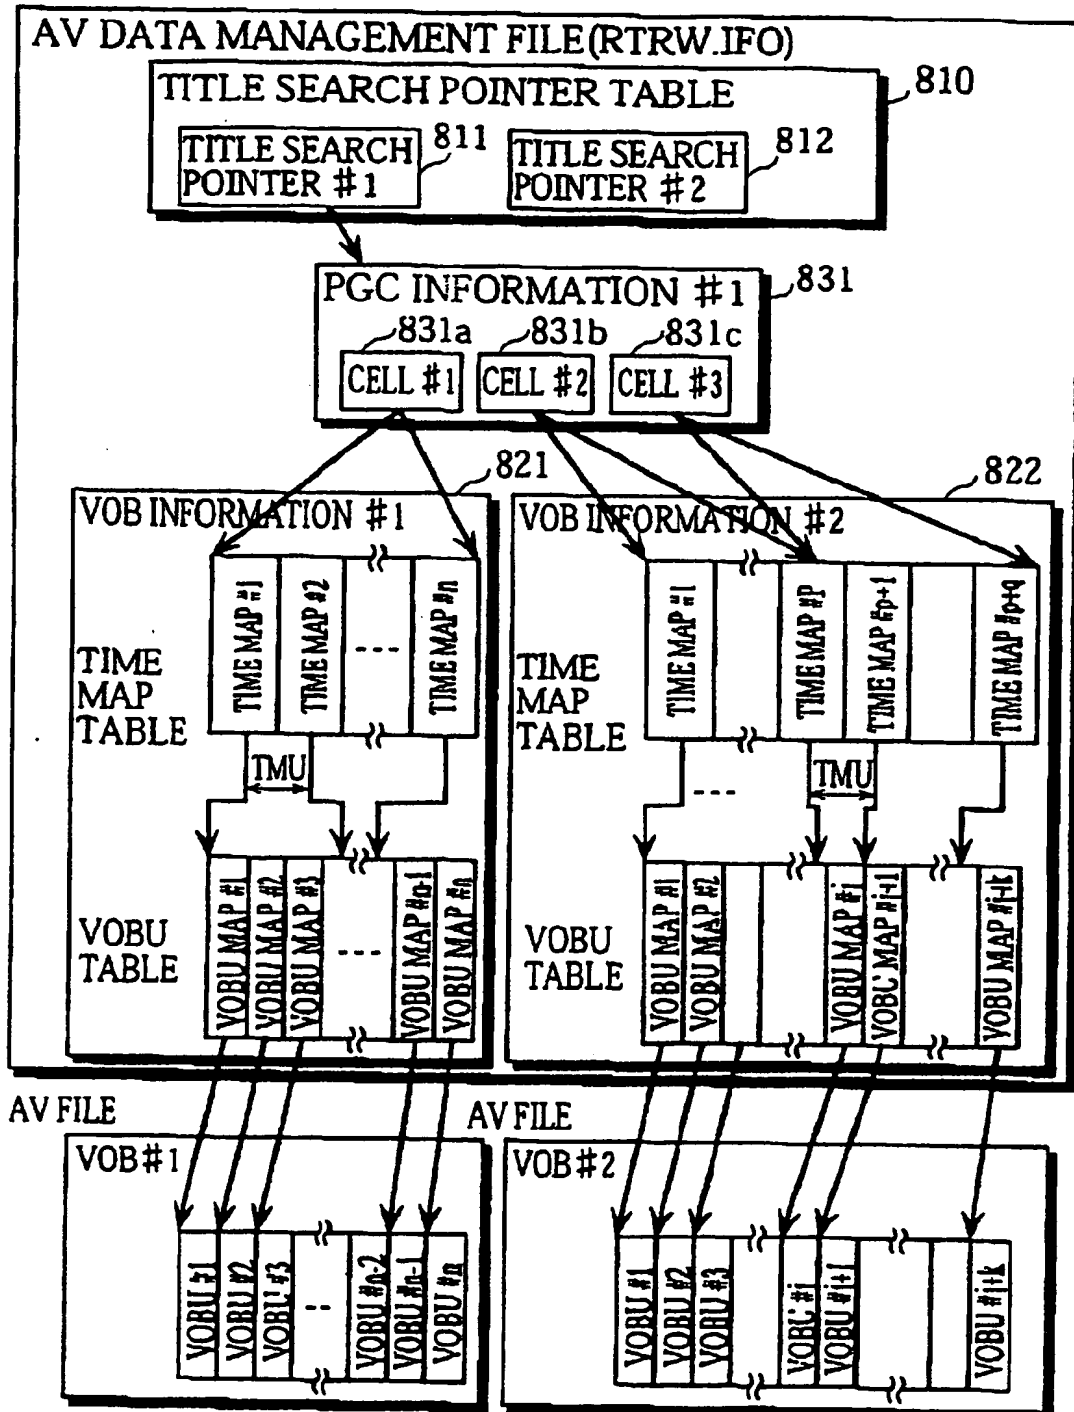 AV DATA MANAGEMENT FILE(RTRW.IFO)
TITLE SEARCH POINTER TABLE
810
TITLE SEARCH
POINTER #1
811
TITLE SEARCH
POINTER #2
812
PGC INFORMATION #1
831
831a
831b
831c
CELL #1
CELL #2
CELL #3
821
VOB INFORMATION #1
TIME
MAP
TABLE
TIME MAP #1
TIME MAP #2
TIME MAP #n
TMU
VOBU
TABLE
VOBU MAP #1
VOBU MAP #2
VOBU MAP #3
VOBU MAP #n-1
VOBU MAP #n
822
VOB INFORMATION #2
TIME
MAP
TABLE
TIME MAP #1
TIME MAP #P
TIME MAP #p+1
TIME MAP #p+q
TMU
VOBU
TABLE
VOBU MAP #1
VOBU MAP #2
VOBU MAP #i
VOBU MAP #i+1
VOBU MAP #j+k
AV FILE
VOB#1
VOBU #1
VOBU #2
VOBU #3
VOBU #n-2
VOBU #n-1
VOBU #n
AV FILE
VOB#2
VOBU #1
VOBU #2
VOBU #3
VOBU #i
VOBU #i+1
VOBU #j+k